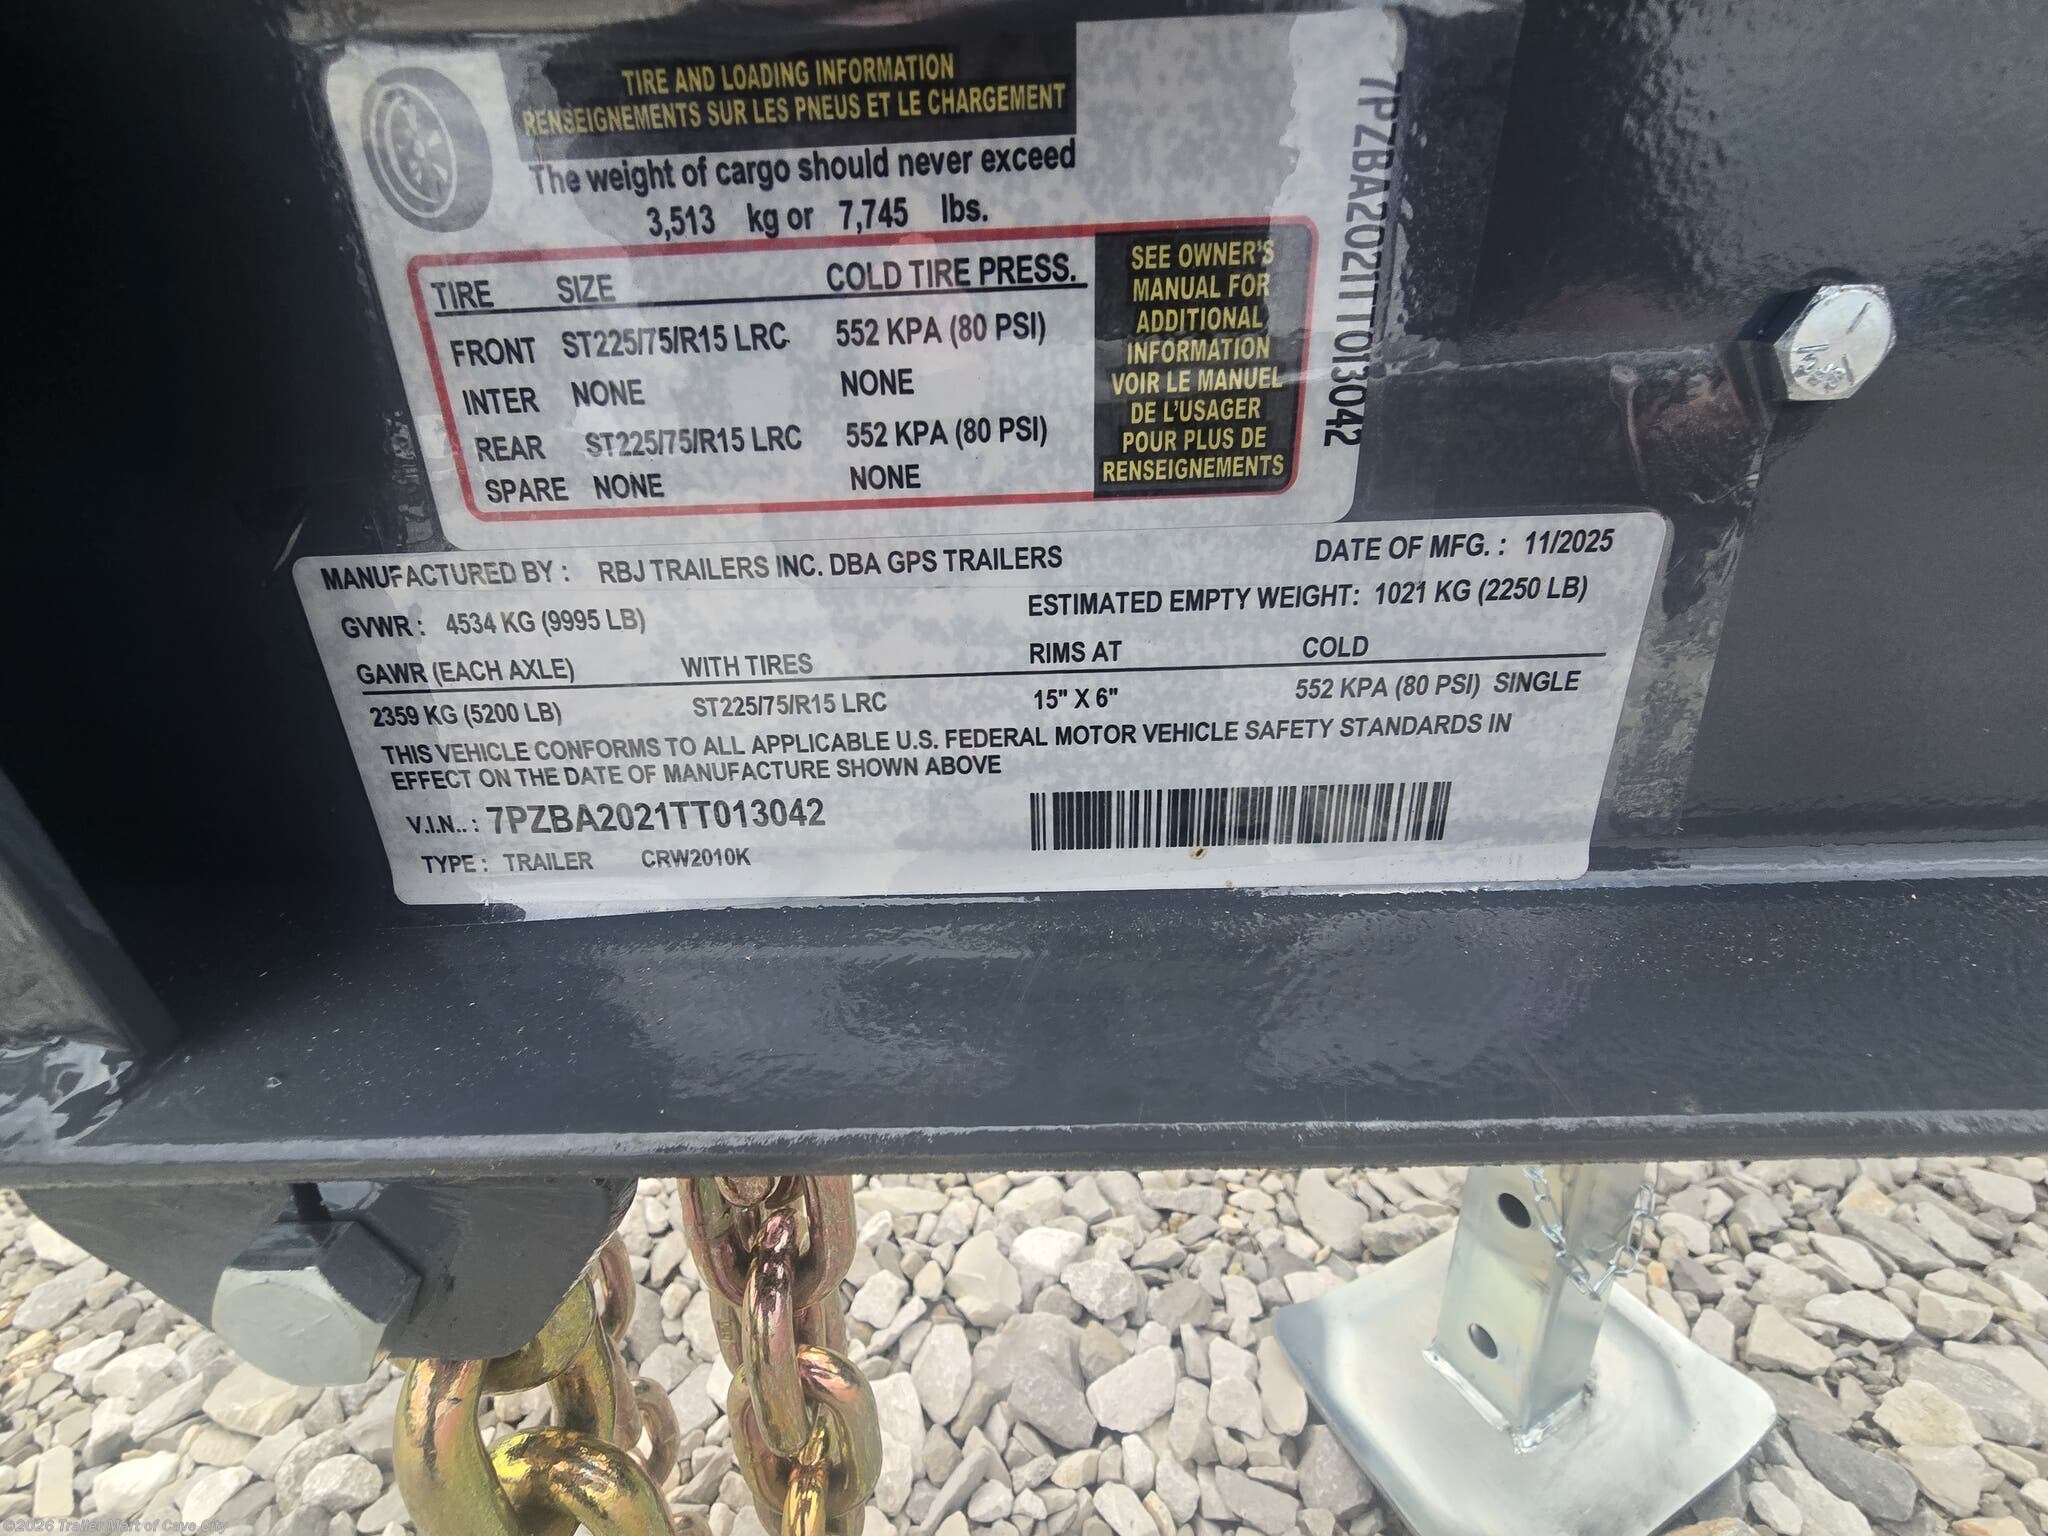 TIRE AND LOADING INFORMATION
RENSEIGNEMENTS SUR LES PNEUS ET LE CHARGEMENT
The weight of cargo should never exceed
3,513 kg or 7,745 lbs.
TIRE SIZE COLD TIRE PRESS.
FRONT ST225/75/R15 LRC 552 KPA (80 PSI)
INTER NONE NONE
REAR ST225/75/R15 LRC 552 KPA (80 PSI)
SPARE NONE NONE
SEE OWNER'S
MANUAL FOR
ADDITIONAL
INFORMATION
VOIR LE MANUEL
DE L'USAGER
POUR PLUS DE
RENSEIGNEMENTS
7PZBA2021TT013042
MANUFACTURED BY : RBJ TRAILERS INC. DBA GPS TRAILERS DATE OF MFG. : 11/2025
GVWR : 4534 KG (9995 LB) ESTIMATED EMPTY WEIGHT: 1021 KG (2250 LB)
GAWR (EACH AXLE) WITH TIRES RIMS AT COLD
2359 KG (5200 LB) ST225/75/R15 LRC 15" X 6" 552 KPA (80 PSI) SINGLE
THIS VEHICLE CONFORMS TO ALL APPLICABLE U.S. FEDERAL MOTOR VEHICLE SAFETY STANDARDS IN
EFFECT ON THE DATE OF MANUFACTURE SHOWN ABOVE
V.I.N.. : 7PZBA2021TT013042
TYPE : TRAILER CRW2010K
©2026 Trailer Mart of Cave City